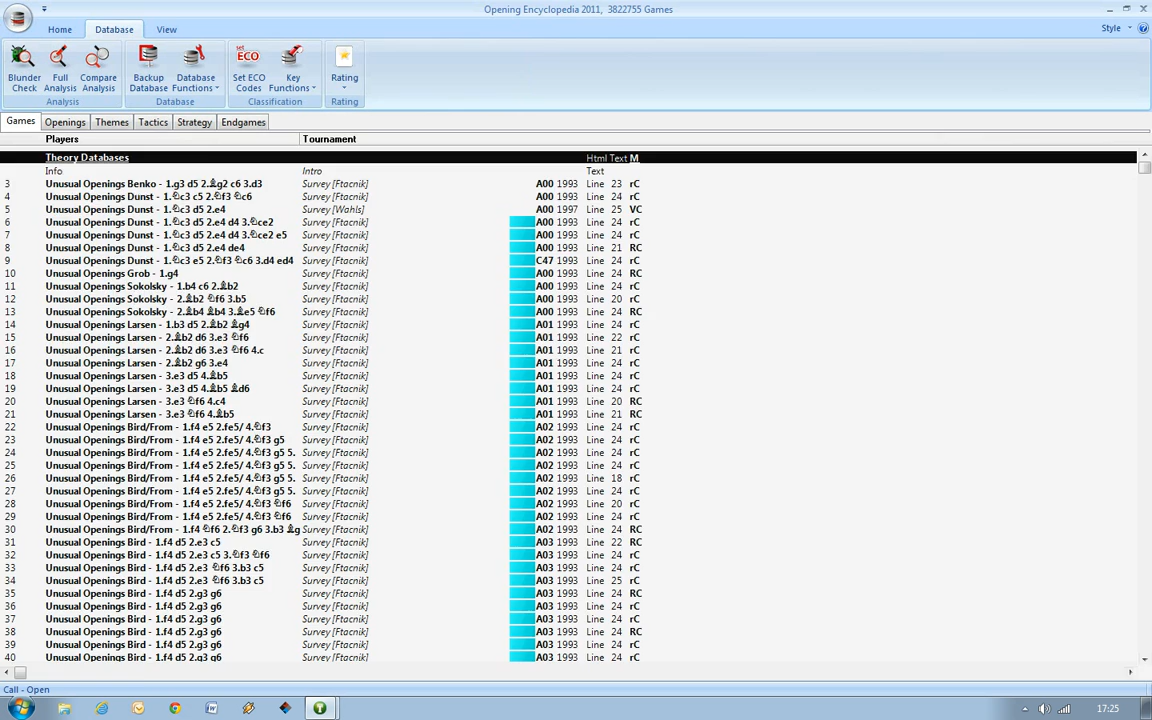 Opening Encyclopedia 2011, 3822755 Games
Home Database View Style
Blunder Check Full Analysis Compare Analysis Backup Database Database Functions Set ECO Codes Key Functions Rating
Analysis Database Classification Rating
Games Openings Themes Tactics Strategy Endgames
Players Tournament
Theory Databases Html Text M
Info Intro Text
3 Unusual Openings Benko - 1.g3 d5 2.♗g2 c6 3.d3 Survey [Ftacnik] A00 1993 Line 23 rC
4 Unusual Openings Dunst - 1.♘c3 c5 2.♘f3 ♘c6 Survey [Ftacnik] A00 1993 Line 24 rC
5 Unusual Openings Dunst - 1.♘c3 d5 2.e4 Survey [Wahls] A00 1997 Line 25 VC
6 Unusual Openings Dunst - 1.♘c3 d5 2.e4 d4 3.♘ce2 Survey [Ftacnik] A00 1993 Line 24 rC
7 Unusual Openings Dunst - 1.♘c3 d5 2.e4 d4 3.♘ce2 e5 Survey [Ftacnik] A00 1993 Line 24 rC
8 Unusual Openings Dunst - 1.♘c3 d5 2.e4 de4 Survey [Ftacnik] A00 1993 Line 21 RC
9 Unusual Openings Dunst - 1.♘c3 e5 2.♘f3 ♘c6 3.d4 ed4 Survey [Ftacnik] C47 1993 Line 24 rC
10 Unusual Openings Grob - 1.g4 Survey [Ftacnik] A00 1993 Line 24 RC
11 Unusual Openings Sokolsky - 1.b4 c6 2.♗b2 Survey [Ftacnik] A00 1993 Line 24 rC
12 Unusual Openings Sokolsky - 2.♗b2 ♘f6 3.b5 Survey [Ftacnik] A00 1993 Line 20 rC
13 Unusual Openings Sokolsky - 2.♗b4 ♗b4 3.♗e5 ♘f6 Survey [Ftacnik] A00 1993 Line 24 RC
14 Unusual Openings Larsen - 1.b3 d5 2.♗b2 ♗g4 Survey [Ftacnik] A01 1993 Line 24 rC
15 Unusual Openings Larsen - 2.♗b2 d6 3.e3 ♘f6 Survey [Ftacnik] A01 1993 Line 22 rC
16 Unusual Openings Larsen - 2.♗b2 d6 3.e3 ♘f6 4.c Survey [Ftacnik] A01 1993 Line 21 rC
17 Unusual Openings Larsen - 2.♗b2 g6 3.e4 Survey [Ftacnik] A01 1993 Line 24 rC
18 Unusual Openings Larsen - 3.e3 d5 4.♗b5 Survey [Ftacnik] A01 1993 Line 24 rC
19 Unusual Openings Larsen - 3.e3 d5 4.♗b5 ♗d6 Survey [Ftacnik] A01 1993 Line 24 rC
20 Unusual Openings Larsen - 3.e3 ♘f6 4.c4 Survey [Ftacnik] A01 1993 Line 20 RC
21 Unusual Openings Larsen - 3.e3 ♘f6 4.♗b5 Survey [Ftacnik] A01 1993 Line 21 RC
22 Unusual Openings Bird/From - 1.f4 e5 2.fe5/ 4.♘f3 Survey [Ftacnik] A02 1993 Line 24 rC
23 Unusual Openings Bird/From - 1.f4 e5 2.fe5/ 4.♘f3 g5 Survey [Ftacnik] A02 1993 Line 24 rC
24 Unusual Openings Bird/From - 1.f4 e5 2.fe5/ 4.♘f3 g5 5. Survey [Ftacnik] A02 1993 Line 24 rC
25 Unusual Openings Bird/From - 1.f4 e5 2.fe5/ 4.♘f3 g5 5. Survey [Ftacnik] A02 1993 Line 24 rC
26 Unusual Openings Bird/From - 1.f4 e5 2.fe5/ 4.♘f3 g5 5. Survey [Ftacnik] A02 1993 Line 18 rC
27 Unusual Openings Bird/From - 1.f4 e5 2.fe5/ 4.♘f3 g5 5. Survey [Ftacnik] A02 1993 Line 24 rC
28 Unusual Openings Bird/From - 1.f4 e5 2.fe5/ 4.♘f3 ♘f6 Survey [Ftacnik] A02 1993 Line 20 rC
29 Unusual Openings Bird/From - 1.f4 e5 2.fe5/ 4.♘f3 ♘f6 Survey [Ftacnik] A02 1993 Line 24 rC
30 Unusual Openings Bird/From - 1.f4 ♘f6 2.♘f3 g6 3.b3 ♗g Survey [Ftacnik] A02 1993 Line 24 RC
31 Unusual Openings Bird - 1.f4 d5 2.e3 c5 Survey [Ftacnik] A03 1993 Line 22 RC
32 Unusual Openings Bird - 1.f4 d5 2.e3 c5 3.♘f3 ♘f6 Survey [Ftacnik] A03 1993 Line 24 rC
33 Unusual Openings Bird - 1.f4 d5 2.e3 ♘f6 3.b3 c5 Survey [Ftacnik] A03 1993 Line 24 rC
34 Unusual Openings Bird - 1.f4 d5 2.e3 ♘f6 3.b3 c5 Survey [Ftacnik] A03 1993 Line 25 rC
35 Unusual Openings Bird - 1.f4 d5 2.g3 g6 Survey [Ftacnik] A03 1993 Line 24 RC
36 Unusual Openings Bird - 1.f4 d5 2.g3 g6 Survey [Ftacnik] A03 1993 Line 24 rC
37 Unusual Openings Bird - 1.f4 d5 2.g3 g6 Survey [Ftacnik] A03 1993 Line 24 rC
38 Unusual Openings Bird - 1.f4 d5 2.g3 g6 Survey [Ftacnik] A03 1993 Line 24 RC
39 Unusual Openings Bird - 1.f4 d5 2.g3 g6 Survey [Ftacnik] A03 1993 Line 24 rC
40 Unusual Openings Bird - 1.f4 d5 2.g3 g6 Survey [Ftacnik] A03 1993 Line 24 rC
Call - Open
17:25